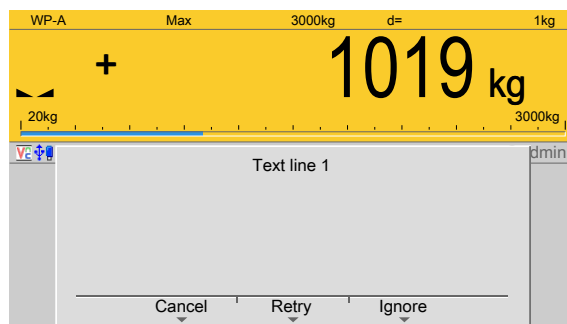 WP-A Max 3000kg d= 1kg
+ 1019 kg
20kg 3000kg
dmin
Text line 1
Cancel Retry Ignore